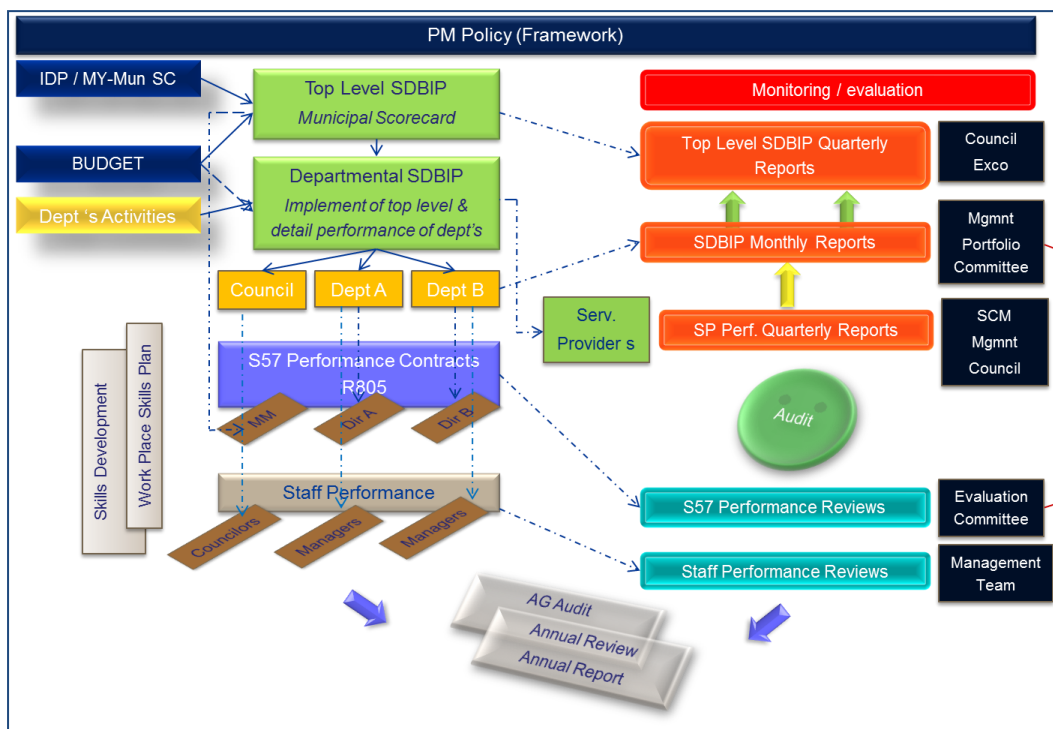 PM Policy (Framework)
IDP / MY-Mun SC
BUDGET
Dept 's Activities
Top Level SDBIP
Municipal Scorecard
Departmental SDBIP
Implement of top level &
detail performance of dept's
Council
Dept A
Dept B
Serv.
Provider s
S57 Performance Contracts
R805
MM
Dir A
Dir B
Skills Development
Work Place Skills Plan
Staff Performance
Councilors
Managers
Managers
Monitoring / evaluation
Top Level SDBIP Quarterly
Reports
Council
Exco
SDBIP Monthly Reports
Mgmnt
Portfolio
Committee
SP Perf. Quarterly Reports
SCM
Mgmnt
Council
Audit
S57 Performance Reviews
Evaluation
Committee
Staff Performance Reviews
Management
Team
AG Audit
Annual Review
Annual Report